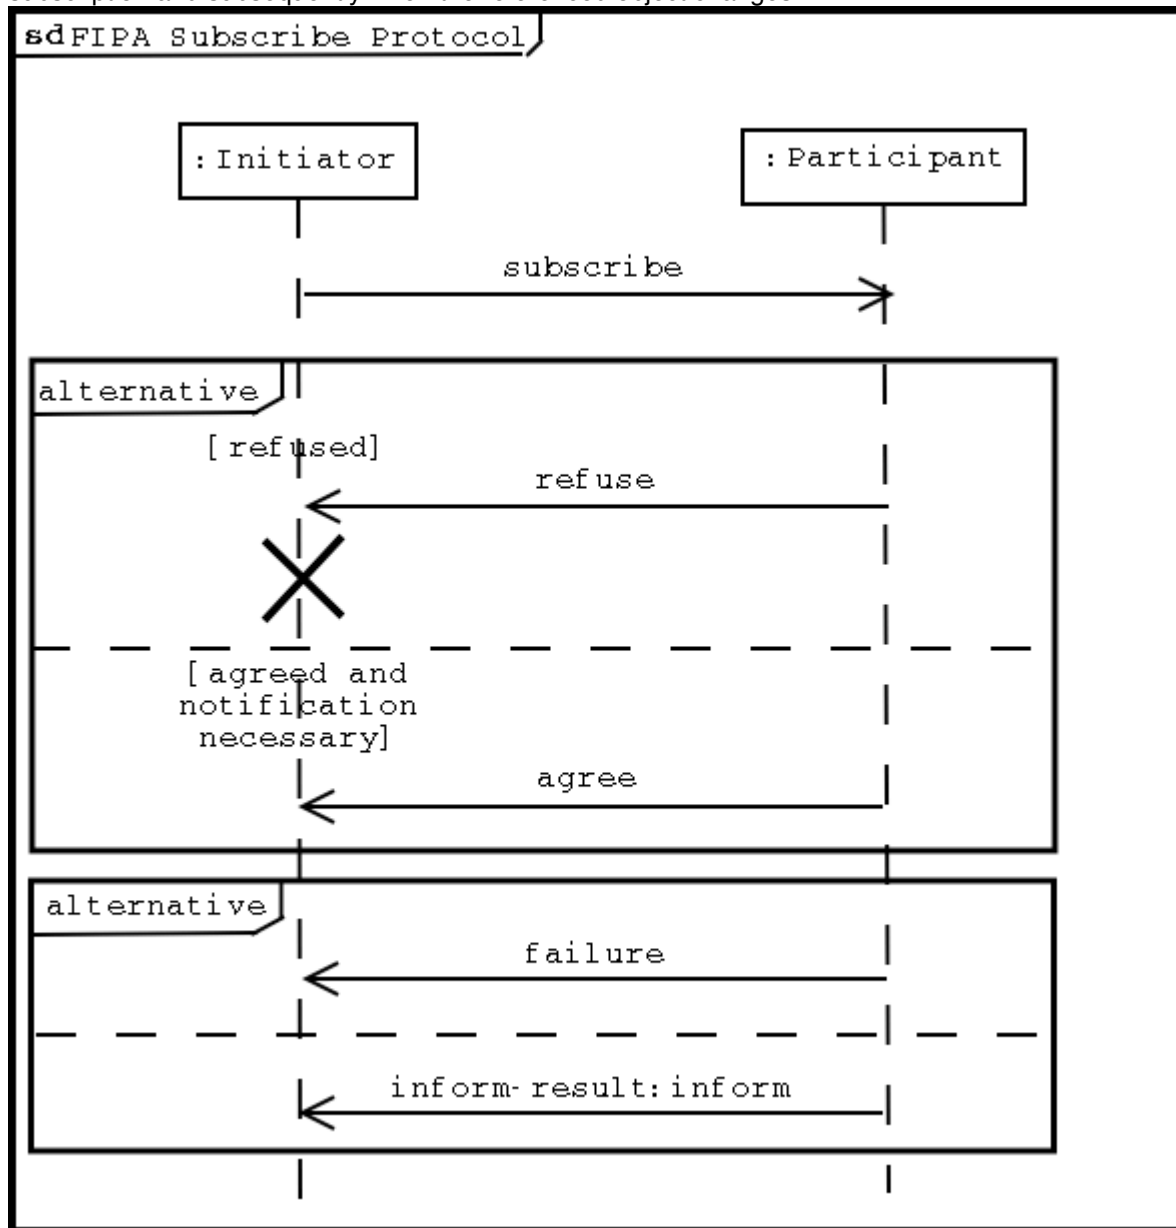 sd FIPA Subscribe Protocol
:Initiator
:Participant
subscribe
alternative
[refused]
refuse
[agreed and
notification
necessary]
agree
alternative
failure
inform-result:inform